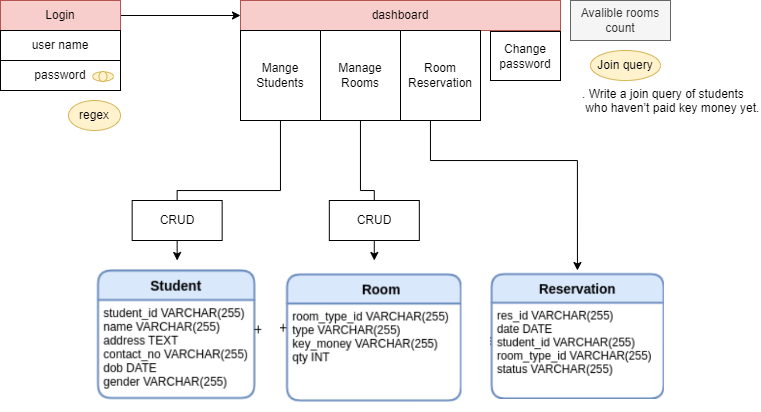 Login
dashboard
Avalible rooms
count
user name
password
regex
Mange
Students
Manage
Rooms
Room
Reservation
Change
password
Join query
. Write a join query of students
who haven't paid key money yet.
CRUD
CRUD
Student
student_id VARCHAR(255)
name VARCHAR(255)
address TEXT
contact_no VARCHAR(255)
dob DATE
gender VARCHAR(255)
+
+
Room
room_type_id VARCHAR(255)
type VARCHAR(255)
key_money VARCHAR(255)
qty INT
Reservation
res_id VARCHAR(255)
date DATE
student_id VARCHAR(255)
room_type_id VARCHAR(255)
status VARCHAR(255)